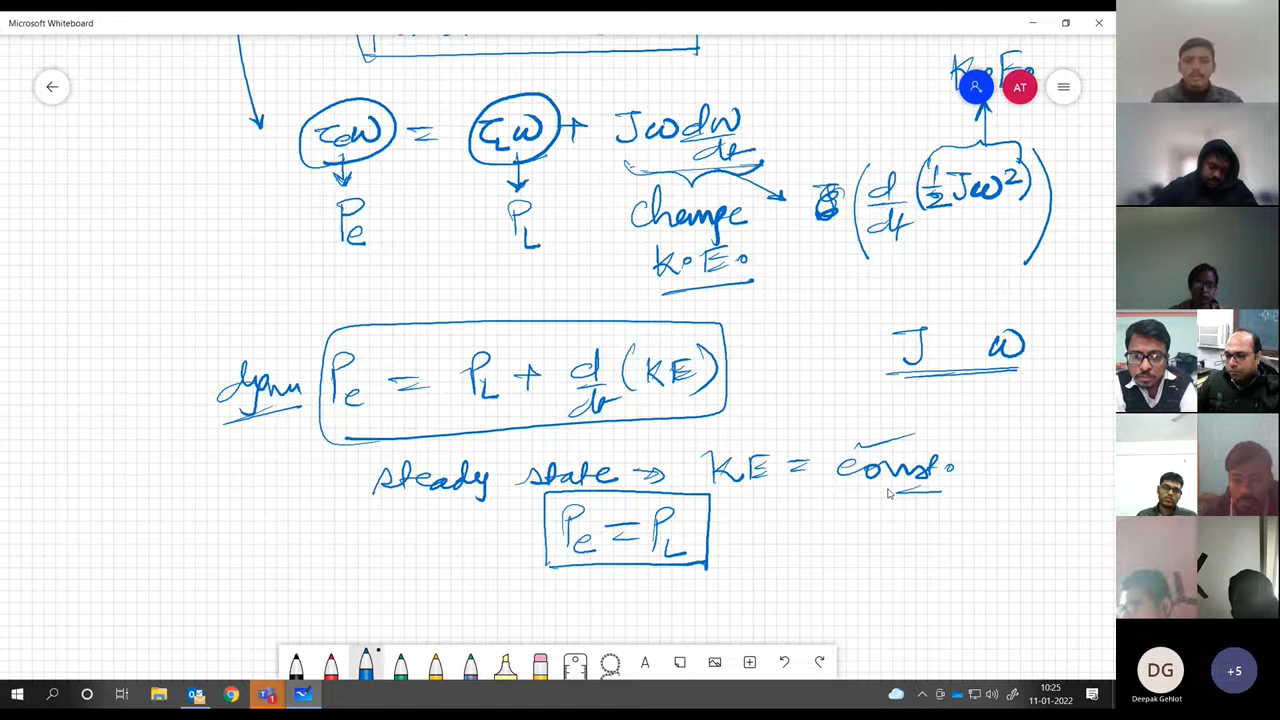 Microsoft Whiteboard
K.E.
AT
τeω = τLω + Jω dω/dt
d/dt (1/2 Jω²)
Pe
PL
change
K.E.
J ω
Pe = PL + d/dt (KE)
steady state → KE = const.
Pe = PL
A
DG
+5
Deepak Gehlot
10:25
11-01-2022